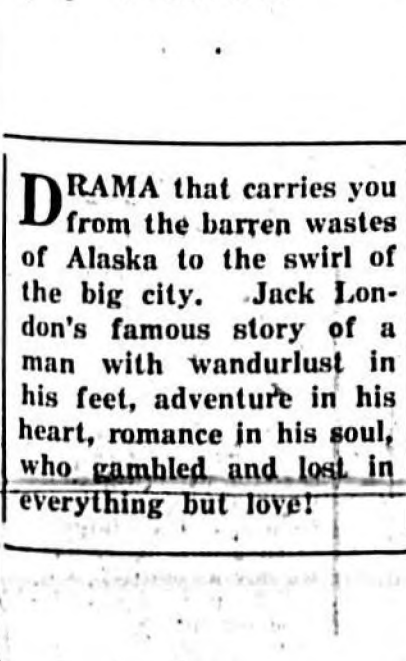 DRAMA that carries you
from the barren wastes
of Alaska to the swirl of
the big city. Jack Lon-
don's famous story of a
man with wandurlust in
his feet, adventure in his
heart, romance in his soul,
who gambled and lost in
everything but love!